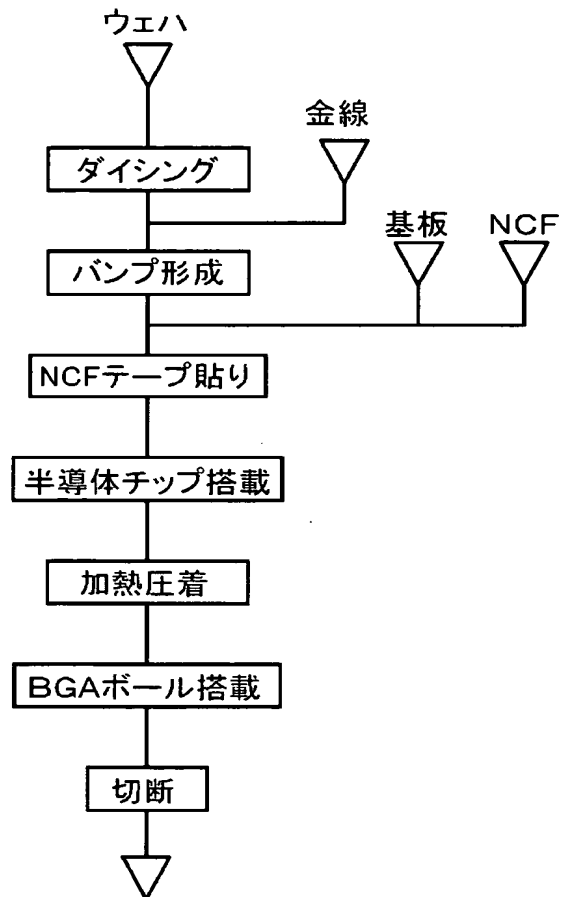 ウェハ
金線
ダイシング
基板
NCF
バンプ形成
NCFテープ貼り
半導体チップ搭載
加熱圧着
BGAボール搭載
切断